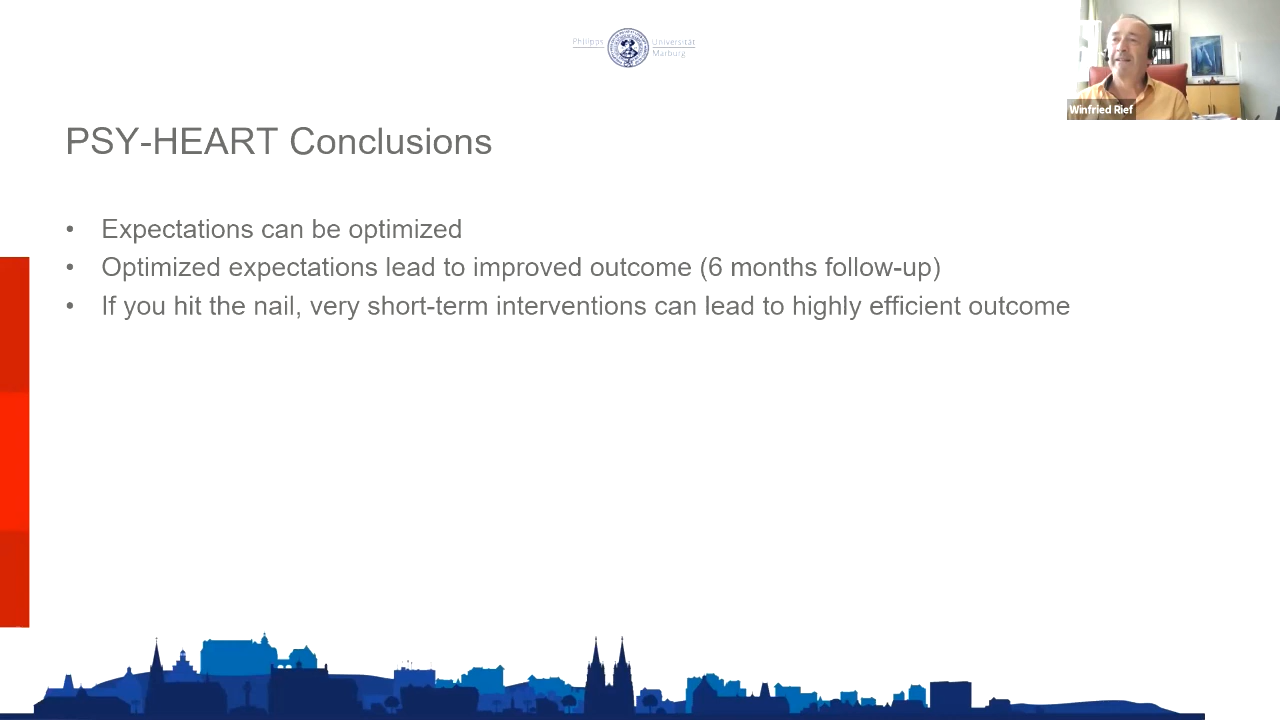 Philipps Universität
Marburg
Winfried Rief
PSY-HEART Conclusions
• Expectations can be optimized
• Optimized expectations lead to improved outcome (6 months follow-up)
• If you hit the nail, very short-term interventions can lead to highly efficient outcome